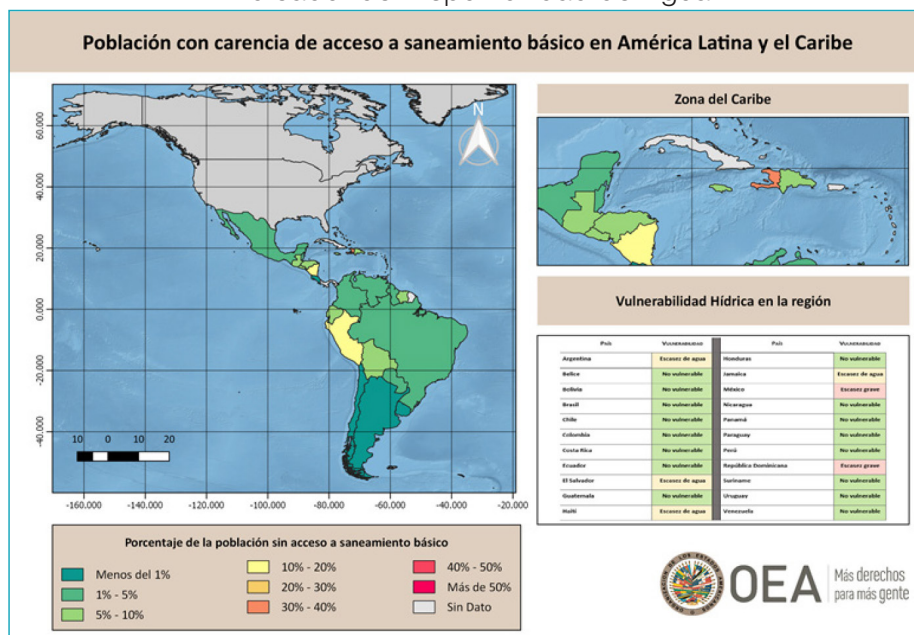 Población con carencia de acceso a saneamiento básico en América Latina y el Caribe
N
60.000
40.000
20.000
0.000
-20.000
-40.000
10 0 10 20
-160.000 -140.000 -120.000 -100.000 -80.000 -60.000 -40.000 -20.000
Zona del Caribe
Vulnerabilidad Hídrica en la región
País Vulnerabilidad País Vulnerabilidad
Argentina Escasez de agua Honduras No vulnerable
Belice No vulnerable Jamaica Escasez de agua
Bolivia No vulnerable México Escasez grave
Brasil No vulnerable Nicaragua No vulnerable
Chile No vulnerable Panamá No vulnerable
Colombia No vulnerable Paraguay No vulnerable
Costa Rica No vulnerable Perú No vulnerable
Ecuador No vulnerable República Dominicana Escasez grave
El Salvador Escasez de agua Suriname No vulnerable
Guatemala No vulnerable Uruguay No vulnerable
Haití Escasez de agua Venezuela No vulnerable
Porcentaje de la población sin acceso a saneamiento básico
Menos del 1% 10% - 20% 40% - 50%
1% - 5% 20% - 30% Más de 50%
5% - 10% 30% - 40% Sin Dato
OEA Más derechos
para más gente